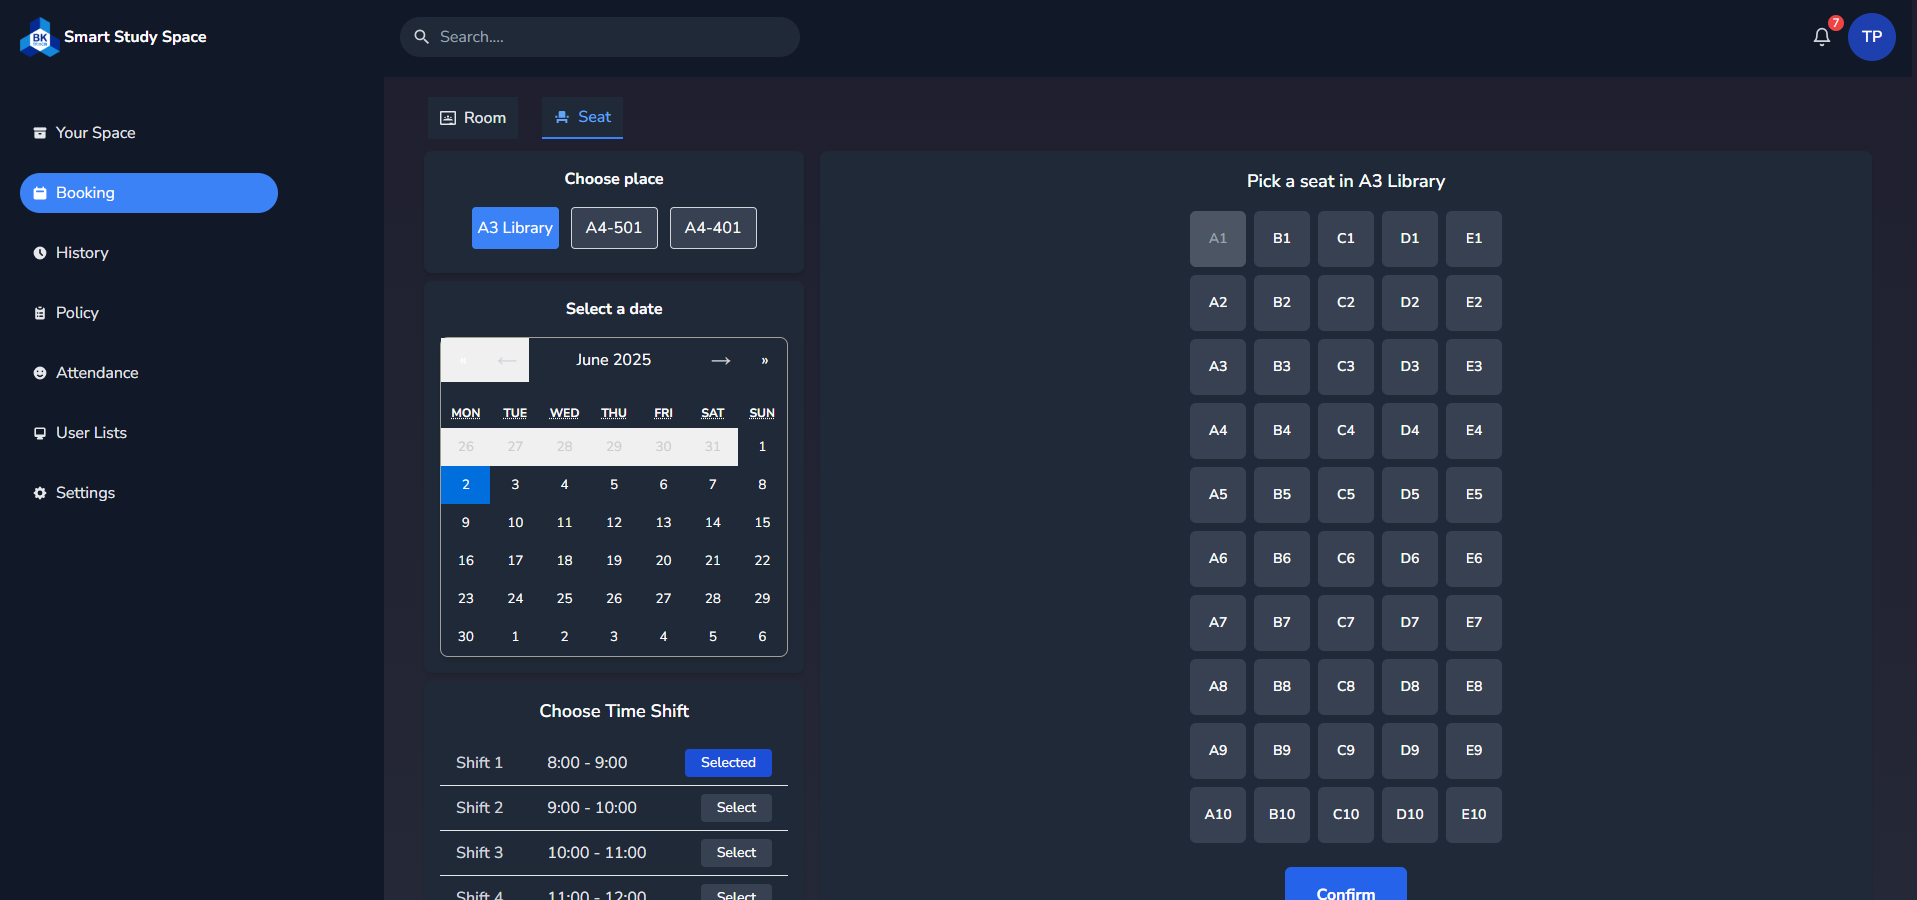 BK
Smart Study Space
Search....
7
TP
Your Space
Booking
History
Policy
Attendance
User Lists
Settings
Room
Seat
Choose place
A3 Library A4-501 A4-401
Select a date
« ← June 2025 → »
MON TUE WED THU FRI SAT SUN
26 27 28 29 30 31 1
2 3 4 5 6 7 8
9 10 11 12 13 14 15
16 17 18 19 20 21 22
23 24 25 26 27 28 29
30 1 2 3 4 5 6
Choose Time Shift
Shift 1 8:00 - 9:00 Selected
Shift 2 9:00 - 10:00 Select
Shift 3 10:00 - 11:00 Select
Shift 4 11:00 - 12:00 Select
Pick a seat in A3 Library
A1 B1 C1 D1 E1
A2 B2 C2 D2 E2
A3 B3 C3 D3 E3
A4 B4 C4 D4 E4
A5 B5 C5 D5 E5
A6 B6 C6 D6 E6
A7 B7 C7 D7 E7
A8 B8 C8 D8 E8
A9 B9 C9 D9 E9
A10 B10 C10 D10 E10
Confirm